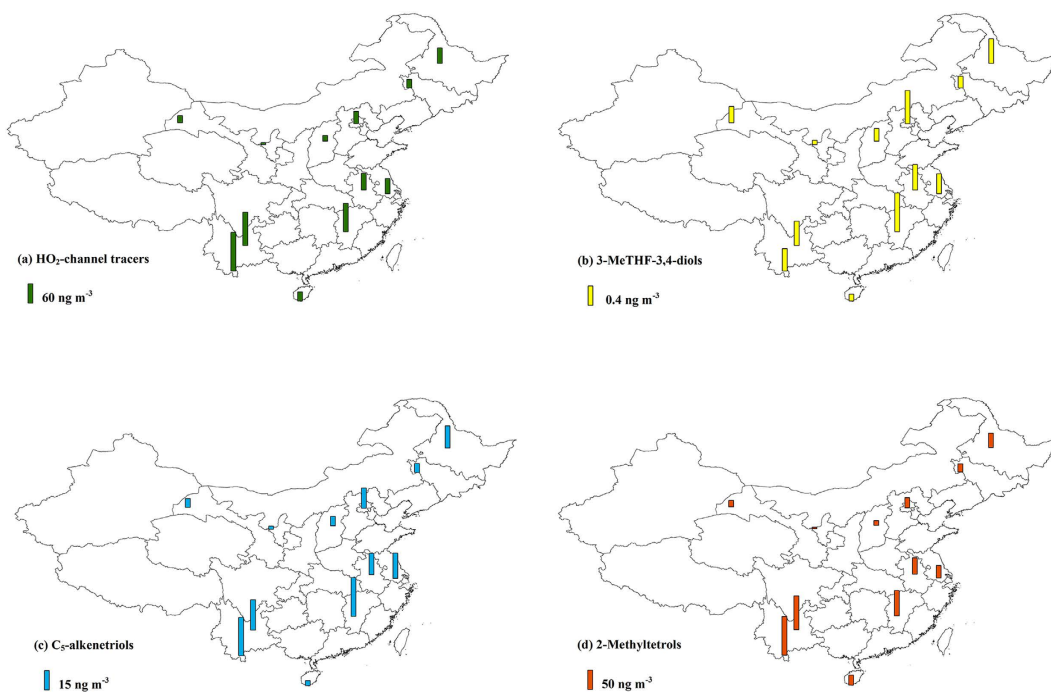 (a) HO₂-channel tracers
60 ng m⁻³
(b) 3-MeTHF-3,4-diols
0.4 ng m⁻³
(c) C₅-alkenetriols
15 ng m⁻³
(d) 2-Methyltetrols
50 ng m⁻³